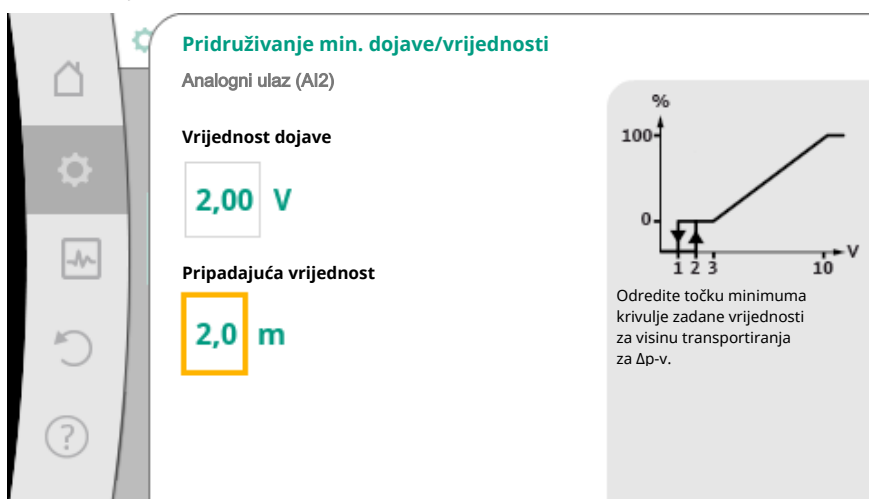 Pridruživanje min. dojave/vrijednosti
Analogni ulaz (AI2)
Vrijednost dojave
2,00 V
Pripadajuća vrijednost
2,0 m
%
100
0
V
1 2 3 10
Odredite točku minimuma
krivulje zadane vrijednosti
za visinu transportiranja
za Δp-v.
?